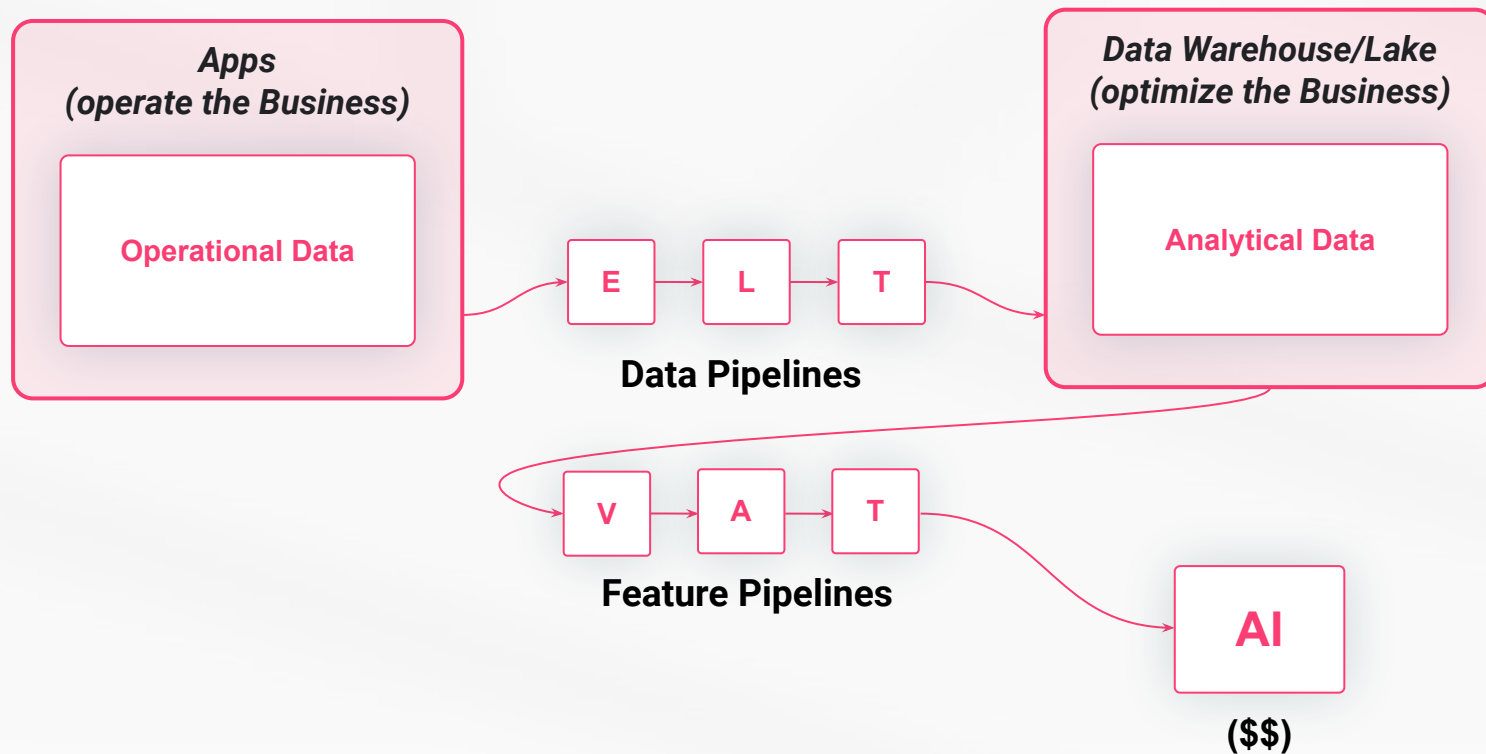 Apps
(operate the Business)
Operational Data
Data Warehouse/Lake
(optimize the Business)
Analytical Data
E
L
T
Data Pipelines
V
A
T
Feature Pipelines
AI
($$)